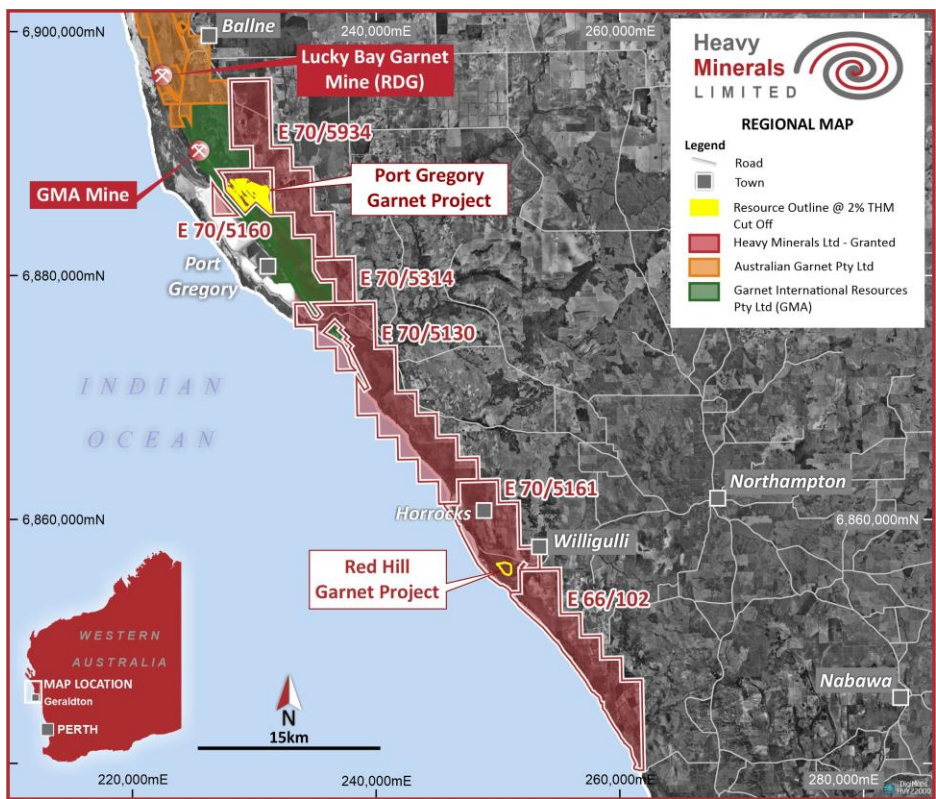 6,900,000mN
Ballne
240,000mE
260,000mE
Lucky Bay Garnet
Mine (RDG)
E 70/5934
GMA Mine
Port Gregory
Garnet Project
E 70/5160
Port
Gregory
6,880,000mN
E 70/5314
E 70/5130
INDIAN
OCEAN
E 70/5161
Horrocks
Northampton
6,860,000mN
6,860,000mN
Willigulli
Red Hill
Garnet Project
E 66/102
Nabawa
Heavy
Minerals
LIMITED
REGIONAL MAP
Legend
Road
Town
Resource Outline @ 2% THM
Cut Off
Heavy Minerals Ltd - Granted
Australian Garnet Pty Ltd
Garnet International Resources
Pty Ltd (GMA)
WESTERN
AUSTRALIA
MAP LOCATION
Geraldton
PERTH
N
15km
220,000mE
240,000mE
260,000mE
280,000mE
DigiMaps